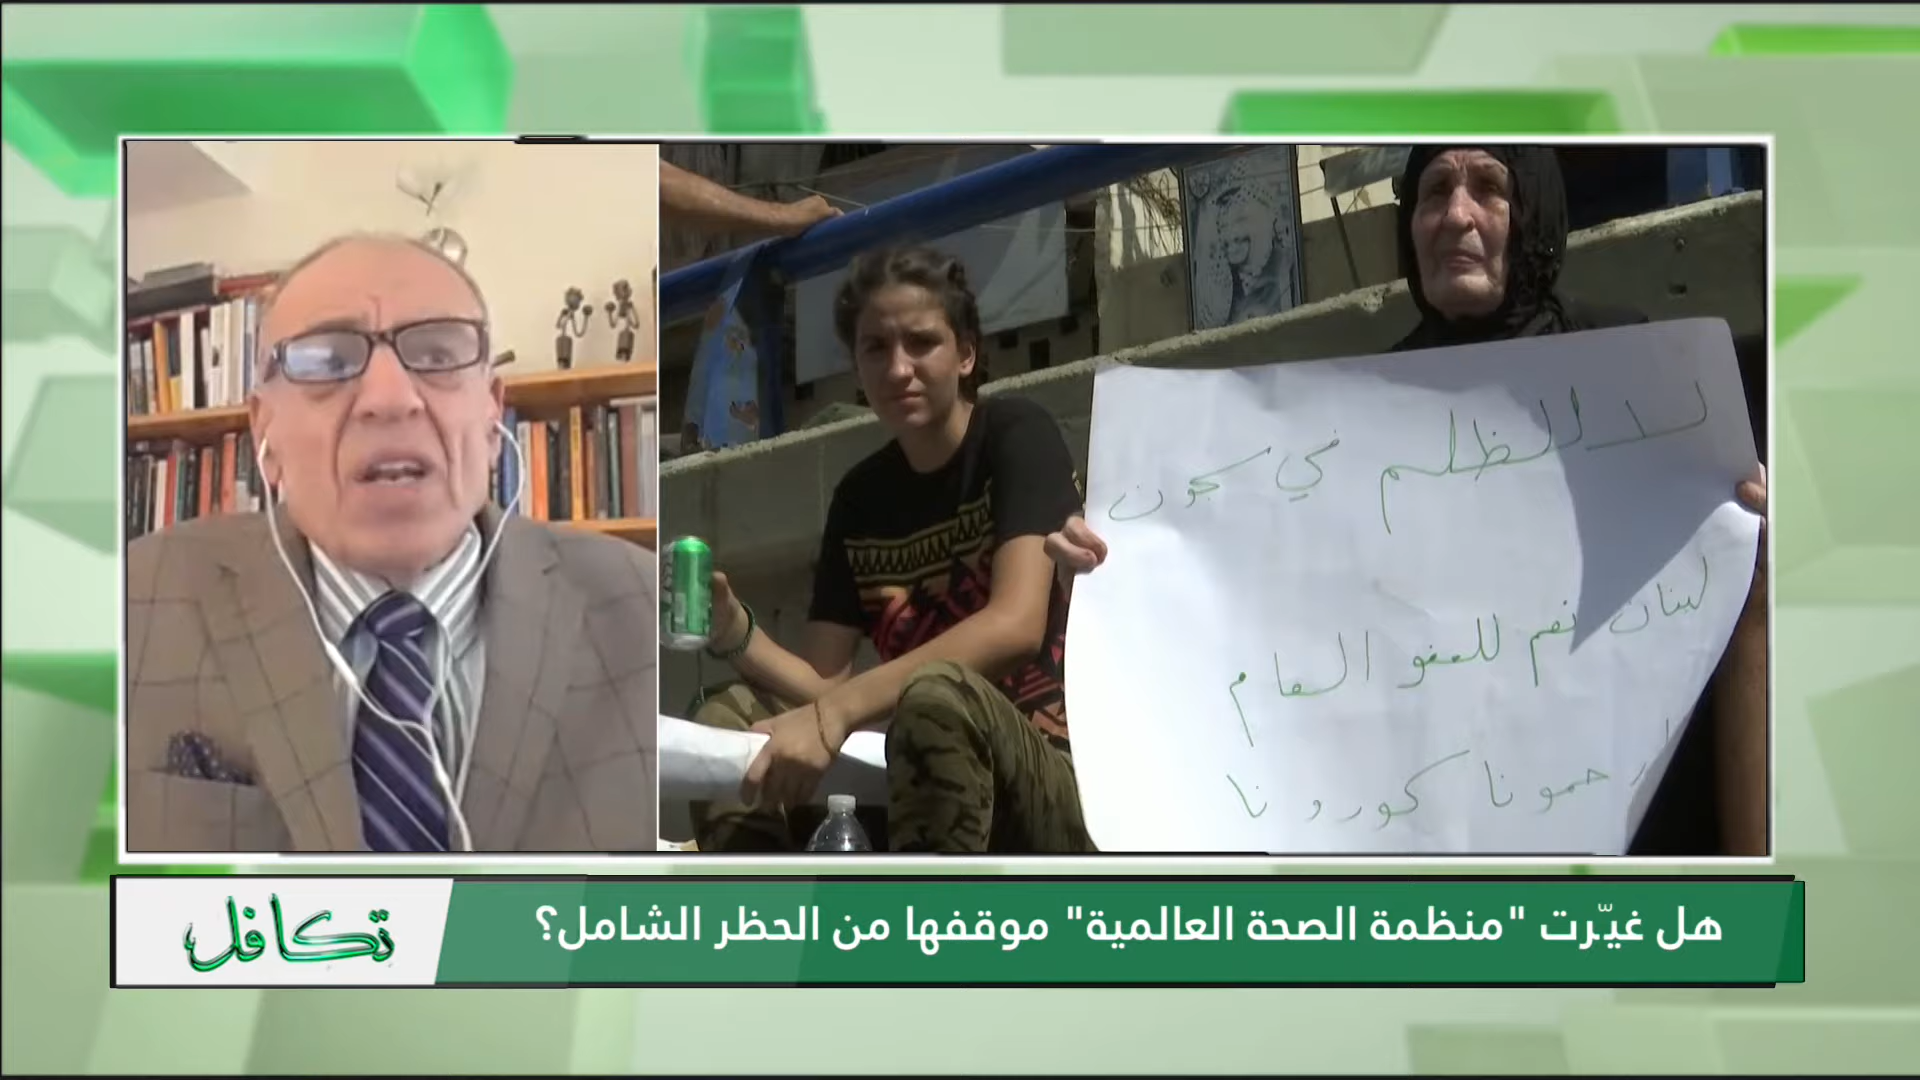 لا للظلم في سجون
لبنان نعم للعفو العام
ارحمونا كورونا
هل غيّرت "منظمة الصحة العالمية" موقفها من الحظر الشامل؟
تكافل